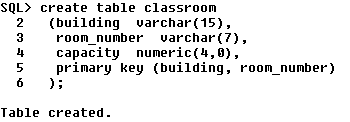 SQL> create table classroom
  2   (building  varchar(15),
  3    room_number  varchar(7),
  4    capacity  numeric(4,0),
  5    primary key (building, room_number)
  6   );
Table created.